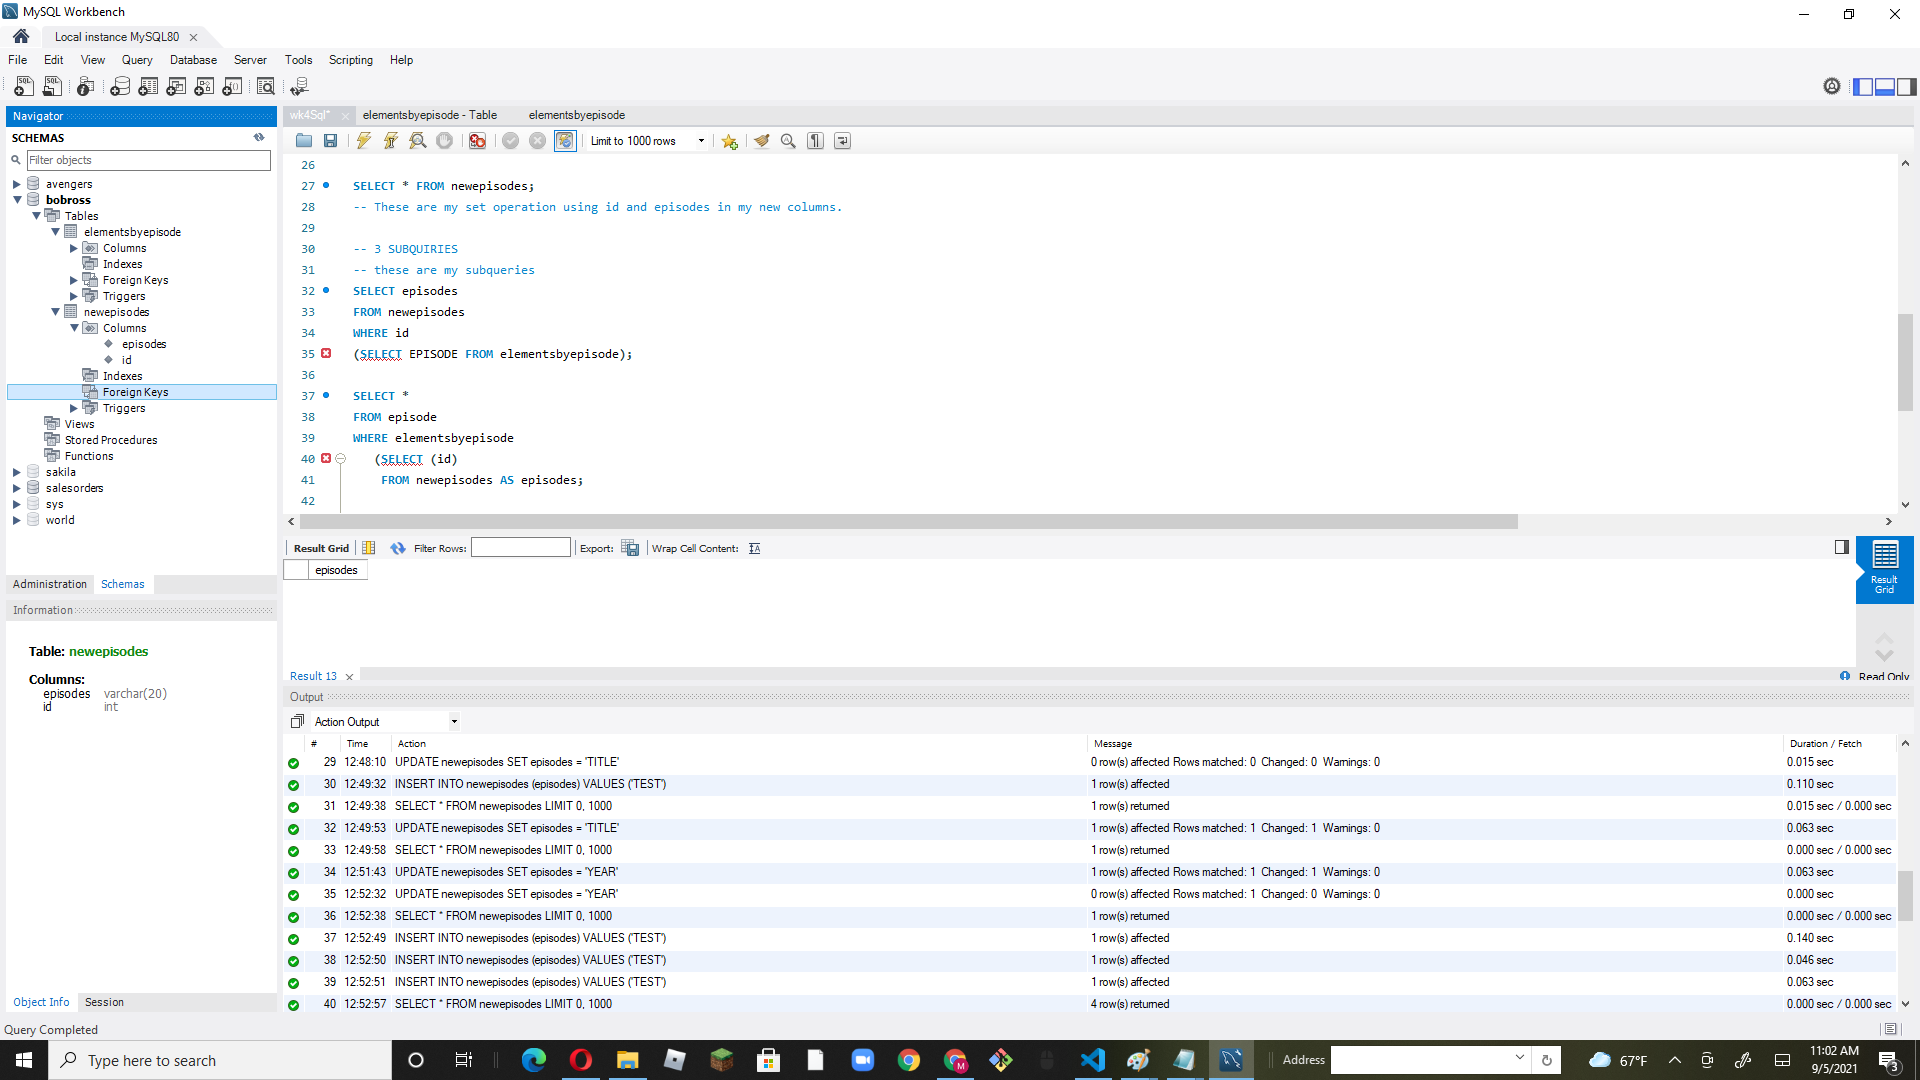 MySQL Workbench
Local instance MySQL80
File Edit View Query Database Server Tools Scripting Help
Navigator
SCHEMAS
Filter objects
avengers
bobross
Tables
elementsbyepisode
Columns
Indexes
Foreign Keys
Triggers
newepisodes
Columns
episodes
id
Indexes
Foreign Keys
Triggers
Views
Stored Procedures
Functions
sakila
salesorders
sys
world
Administration Schemas
Information
Table: newepisodes
Columns:
episodes varchar(20)
id int
Object Info Session
wk4Sql* elementsbyepisode - Table elementsbyepisode
Limit to 1000 rows
26
27 SELECT * FROM newepisodes;
28 -- These are my set operation using id and episodes in my new columns.
29
30 -- 3 SUBQUIRIES
31 -- these are my subqueries
32 SELECT episodes
33 FROM newepisodes
34 WHERE id
35 (SELECT EPISODE FROM elementsbyepisode);
36
37 SELECT *
38 FROM episode
39 WHERE elementsbyepisode
40 (SELECT (id)
41 FROM newepisodes AS episodes;
42
Result Grid Filter Rows: Export: Wrap Cell Content:
episodes
Result Grid
Result 13 Read Only
Output
Action Output
# Time Action Message Duration / Fetch
29 12:48:10 UPDATE newepisodes SET episodes = 'TITLE' 0 row(s) affected Rows matched: 0 Changed: 0 Warnings: 0 0.015 sec
30 12:49:32 INSERT INTO newepisodes (episodes) VALUES ('TEST') 1 row(s) affected 0.110 sec
31 12:49:38 SELECT * FROM newepisodes LIMIT 0, 1000 1 row(s) returned 0.015 sec / 0.000 sec
32 12:49:53 UPDATE newepisodes SET episodes = 'TITLE' 1 row(s) affected Rows matched: 1 Changed: 1 Warnings: 0 0.063 sec
33 12:49:58 SELECT * FROM newepisodes LIMIT 0, 1000 1 row(s) returned 0.000 sec / 0.000 sec
34 12:51:43 UPDATE newepisodes SET episodes = 'YEAR' 1 row(s) affected Rows matched: 1 Changed: 1 Warnings: 0 0.063 sec
35 12:52:32 UPDATE newepisodes SET episodes = 'YEAR' 0 row(s) affected Rows matched: 1 Changed: 0 Warnings: 0 0.000 sec
36 12:52:38 SELECT * FROM newepisodes LIMIT 0, 1000 1 row(s) returned 0.000 sec / 0.000 sec
37 12:52:49 INSERT INTO newepisodes (episodes) VALUES ('TEST') 1 row(s) affected 0.140 sec
38 12:52:50 INSERT INTO newepisodes (episodes) VALUES ('TEST') 1 row(s) affected 0.046 sec
39 12:52:51 INSERT INTO newepisodes (episodes) VALUES ('TEST') 1 row(s) affected 0.063 sec
40 12:52:57 SELECT * FROM newepisodes LIMIT 0, 1000 4 row(s) returned 0.000 sec / 0.000 sec
Query Completed
Type here to search
Address
67°F
11:02 AM
9/5/2021
3